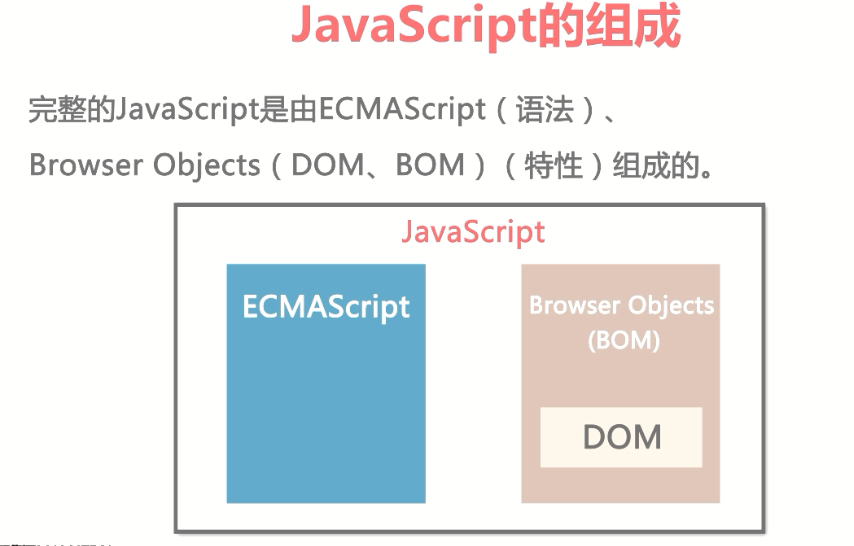 JavaScript的组成
完整的JavaScript是由ECMAScript（语法）、
Browser Objects（DOM、BOM）（特性）组成的。
JavaScript
ECMAScript
Browser Objects
(BOM)
DOM